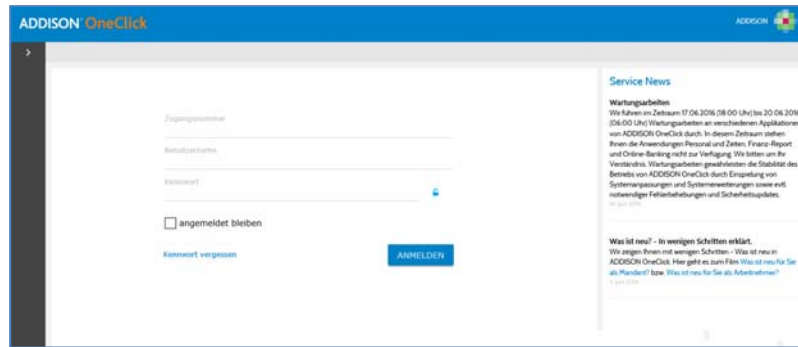 ADDISON OneClick
ADDISON
Zugangsnummer
Benutzername
Kennwort
angemeldet bleiben
Kennwort vergessen
ANMELDEN
Service News
Wartungsarbeiten
Wir führen im Zeitraum 17.06.2016 (18:00 Uhr) bis 20.06.2016
(06:00 Uhr) Wartungsarbeiten an verschiedenen Applikationen
von ADDISON OneClick durch. In diesem Zeitraum stehen
Ihnen die Anwendungen Personal und Zeiten, Finanz-Report
und Online-Banking nicht zur Verfügung. Wir bitten um Ihr
Verständnis. Wartungsarbeiten gewährleisten die Stabilität des
Betriebs von ADDISON OneClick durch Einspielung von
Systemanpassungen und Systemerweiterungen sowie evtl.
notwendiger Fehlerbehebungen und Sicherheitsupdates.
Was ist neu? - In wenigen Schritten erklärt.
Wir zeigen Ihnen mit wenigen Schritten - Was ist neu in
ADDISON OneClick. Hier geht es zum Film Was ist neu für Sie
als Mandant? bzw. Was ist neu für Sie als Arbeitnehmer?